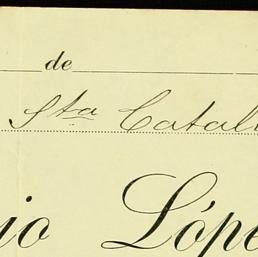 de
Sta Catal
io Lópe